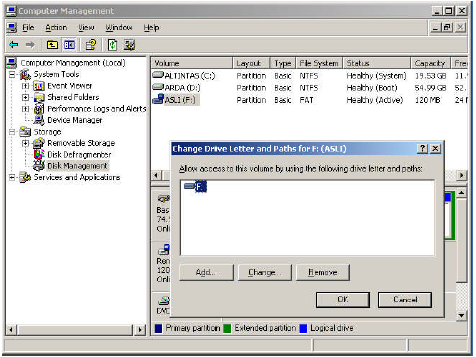 Computer Management
File Action View Window Help
Computer Management (Local)
System Tools
Event Viewer
Shared Folders
Performance Logs and Alerts
Device Manager
Storage
Removable Storage
Disk Defragmenter
Disk Management
Services and Applications
Volume Layout Type File System Status Capacity Fre
ALTINTAS (C:) Partition Basic NTFS Healthy (System) 19.53 GB 11.
ARDA (D:) Partition Basic NTFS Healthy (Boot) 54.99 GB 52.
ASLI (F:) Partition Basic FAT Healthy (Active) 120 MB 24
Change Drive Letter and Paths for F: (ASLI)
Allow access to this volume by using the following drive letter and paths:
F:
Add... Change... Remove
OK Cancel
Bas
74.
Onli
Ren
120
Onli
Primary partition Extended partition Logical drive